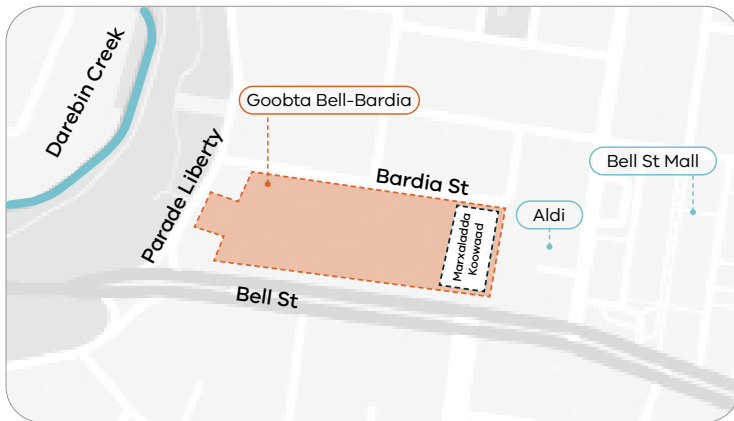 Darebin Creek
Goobta Bell-Bardia
Parade Liberty
Bardia St
Bell St Mall
Aldi
Marxaladda
Koowaad
Bell St